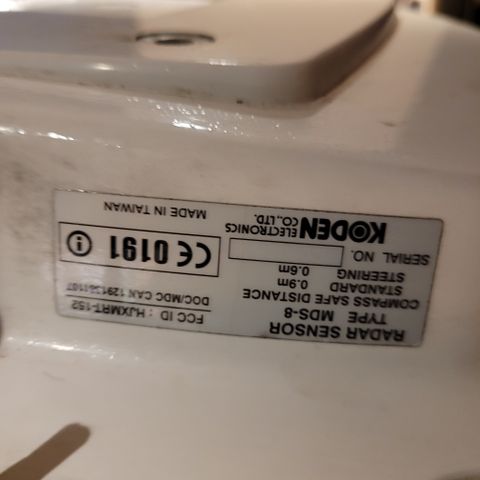 RADAR SENSOR
TYPE MDS-8
COMPASS SAFE DISTANCE
STANDARD 0.9m
STEERING 0.6m
SERIAL NO.
KODEN ELECTRONICS CO., LTD.
FCC ID : HJXMRT-152
DOC/MDC CAN
CE 0191
MADE IN TAIWAN